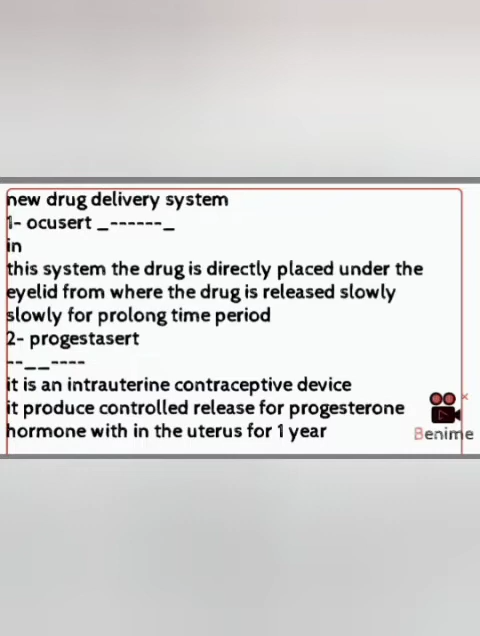 new drug delivery system
1- ocusert _------_
in
this system the drug is directly placed under the
eyelid from where the drug is released slowly
slowly for prolong time period
2- progestasert
--__----
it is an intrauterine contraceptive device
it produce controlled release for progesterone
hormone with in the uterus for 1 year
Benime